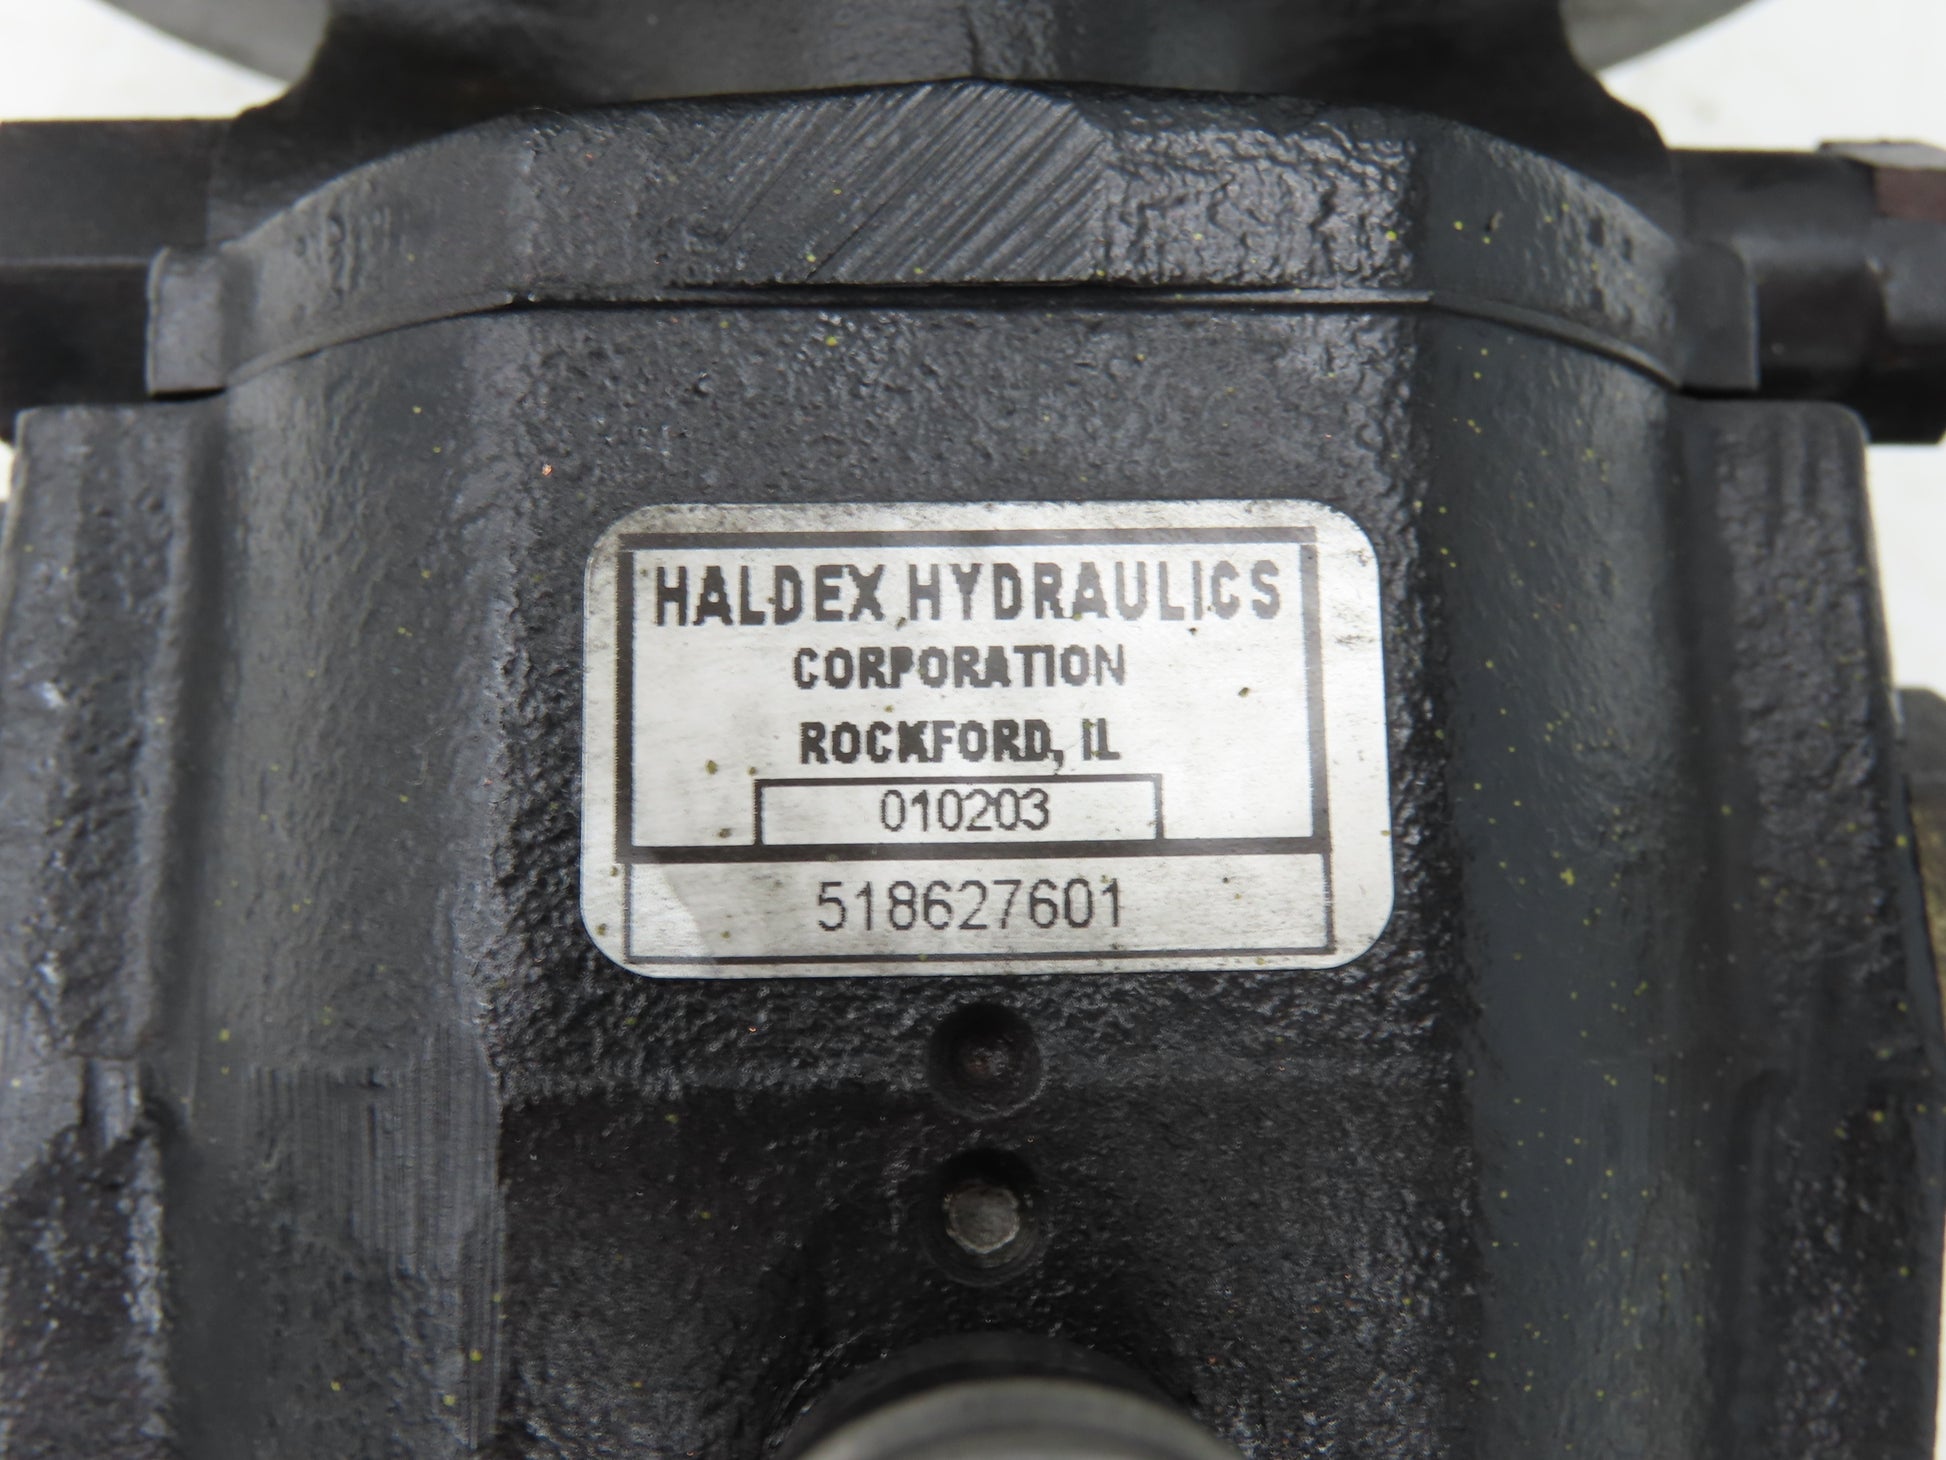 HALDEX HYDRAULICS
CORPORATION
ROCKFORD, IL
010203
518627601